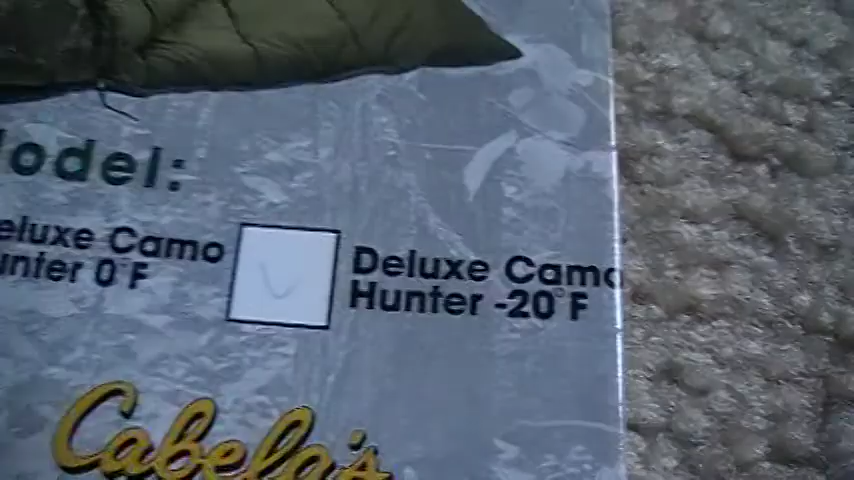 odel:
eluxe Camo
unter 0°F
Deluxe Camo
Hunter -20°F
Cabela's